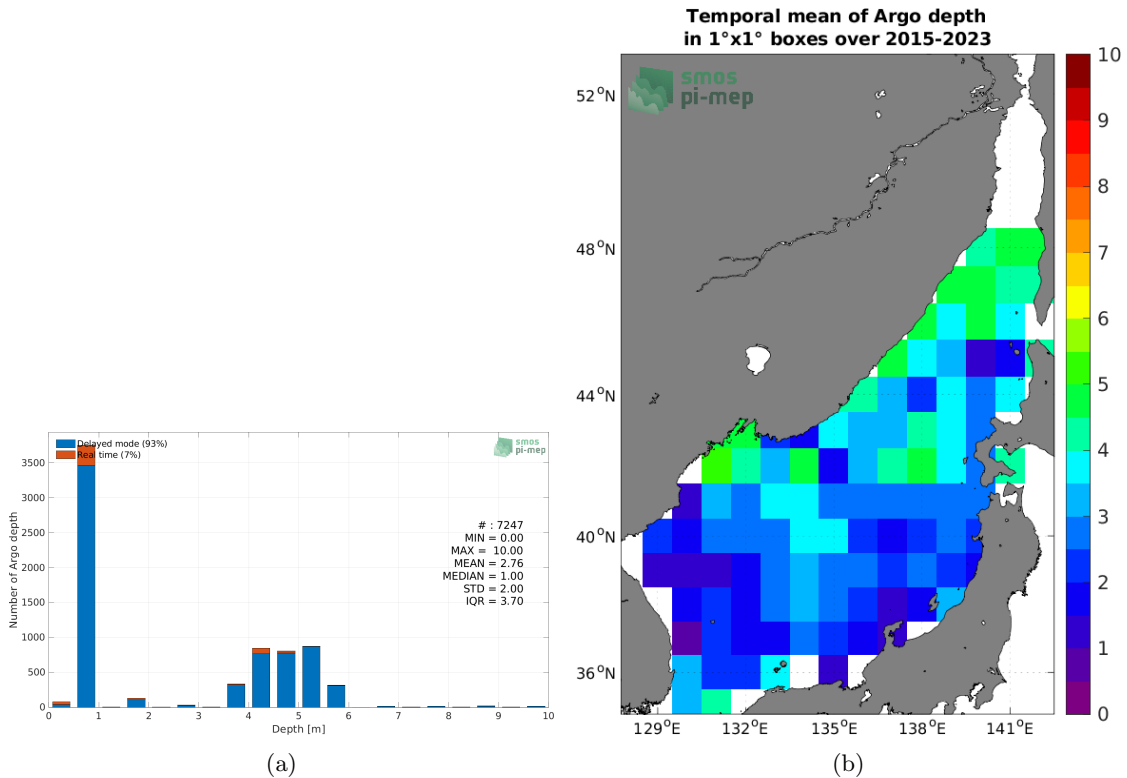 Delayed mode (93%)
Real time (7%)
smos
pi-mep
3500
3000
2500
2000
1500
1000
500
0
Number of Argo depth
# : 7247
MIN = 0.00
MAX = 10.00
MEAN = 2.76
MEDIAN = 1.00
STD = 2.00
IQR = 3.70
0 1 2 3 4 5 6 7 8 9 10
Depth [m]
(a)
Temporal mean of Argo depth
in 1°x1° boxes over 2015-2023
smos
pi-mep
52°N
48°N
44°N
40°N
36°N
129°E 132°E 135°E 138°E 141°E
10
9
8
7
6
5
4
3
2
1
0
(b)